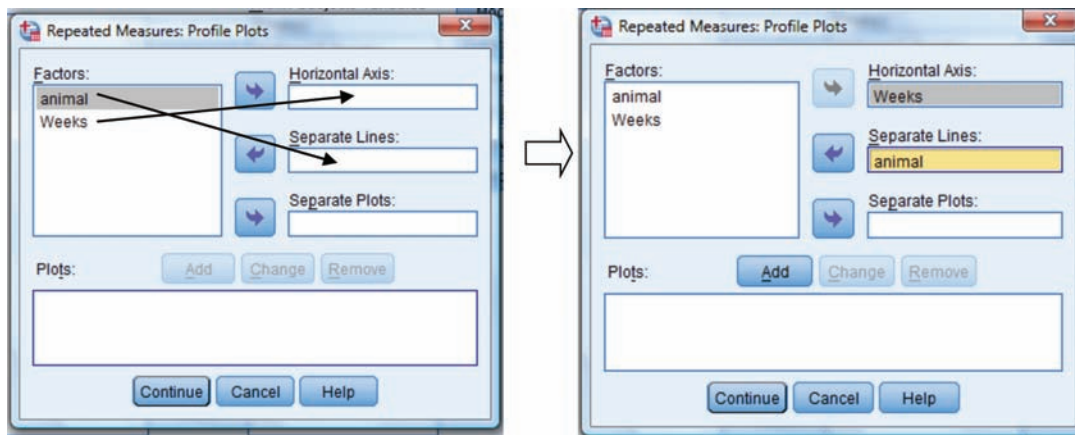 Repeated Measures: Profile Plots
Factors:
animal
Weeks
Horizontal Axis:
Separate Lines:
Separate Plots:
Plots:
Add Change Remove
Continue Cancel Help
Repeated Measures: Profile Plots
Factors:
animal
Weeks
Horizontal Axis:
Weeks
Separate Lines:
animal
Separate Plots:
Plots:
Add Change Remove
Continue Cancel Help